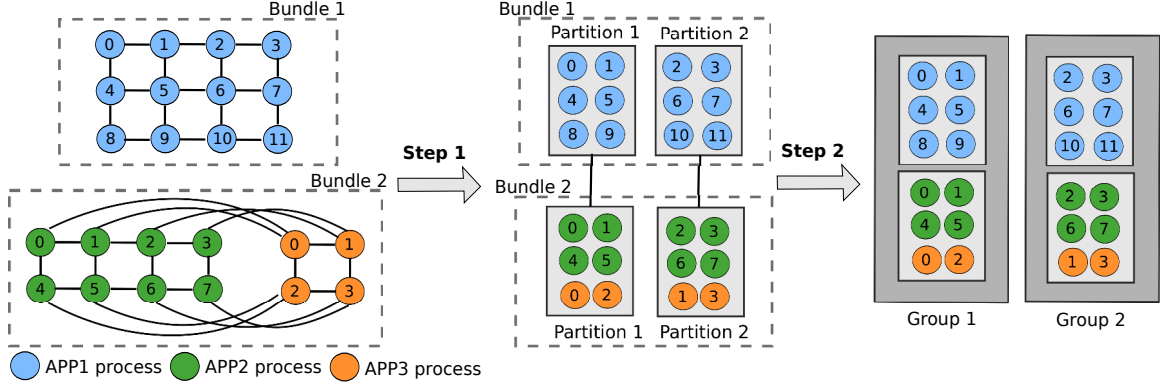 Bundle 1
0 1 2 3
4 5 6 7
8 9 10 11
Bundle 2
0 1 2 3 0 1
4 5 6 7 2 3
APP1 process APP2 process APP3 process
Step 1
Bundle 1
Partition 1 Partition 2
0 1 2 3
4 5 6 7
8 9 10 11
Bundle 2
0 1 2 3
4 5 6 7
0 2 1 3
Partition 1 Partition 2
Step 2
0 1 2 3
4 5 6 7
8 9 10 11
0 1 2 3
4 5 6 7
0 2 1 3
Group 1 Group 2